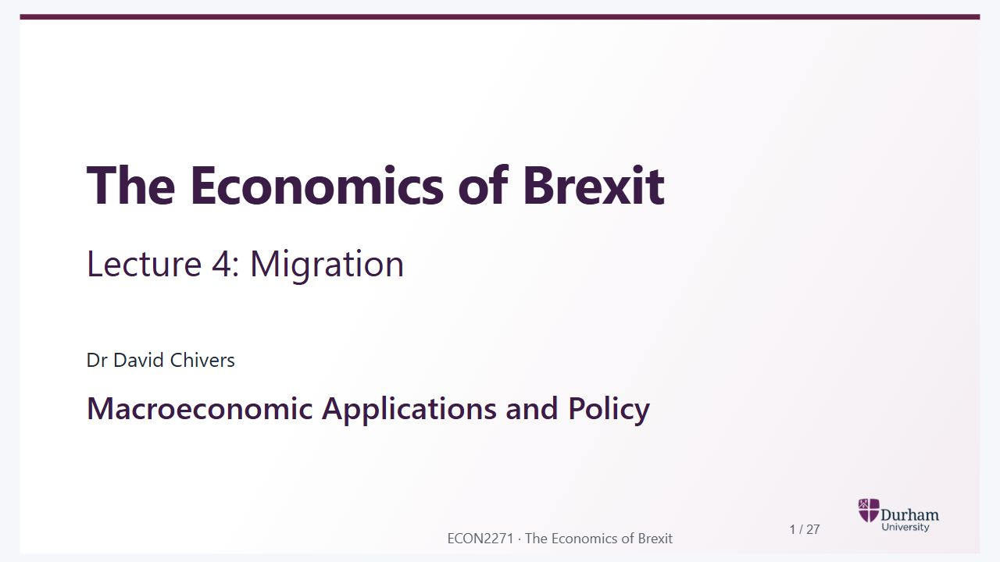 The Economics of Brexit
Lecture 4: Migration
Dr David Chivers
Macroeconomic Applications and Policy
ECON2271 · The Economics of Brexit
1 / 27
Durham
University